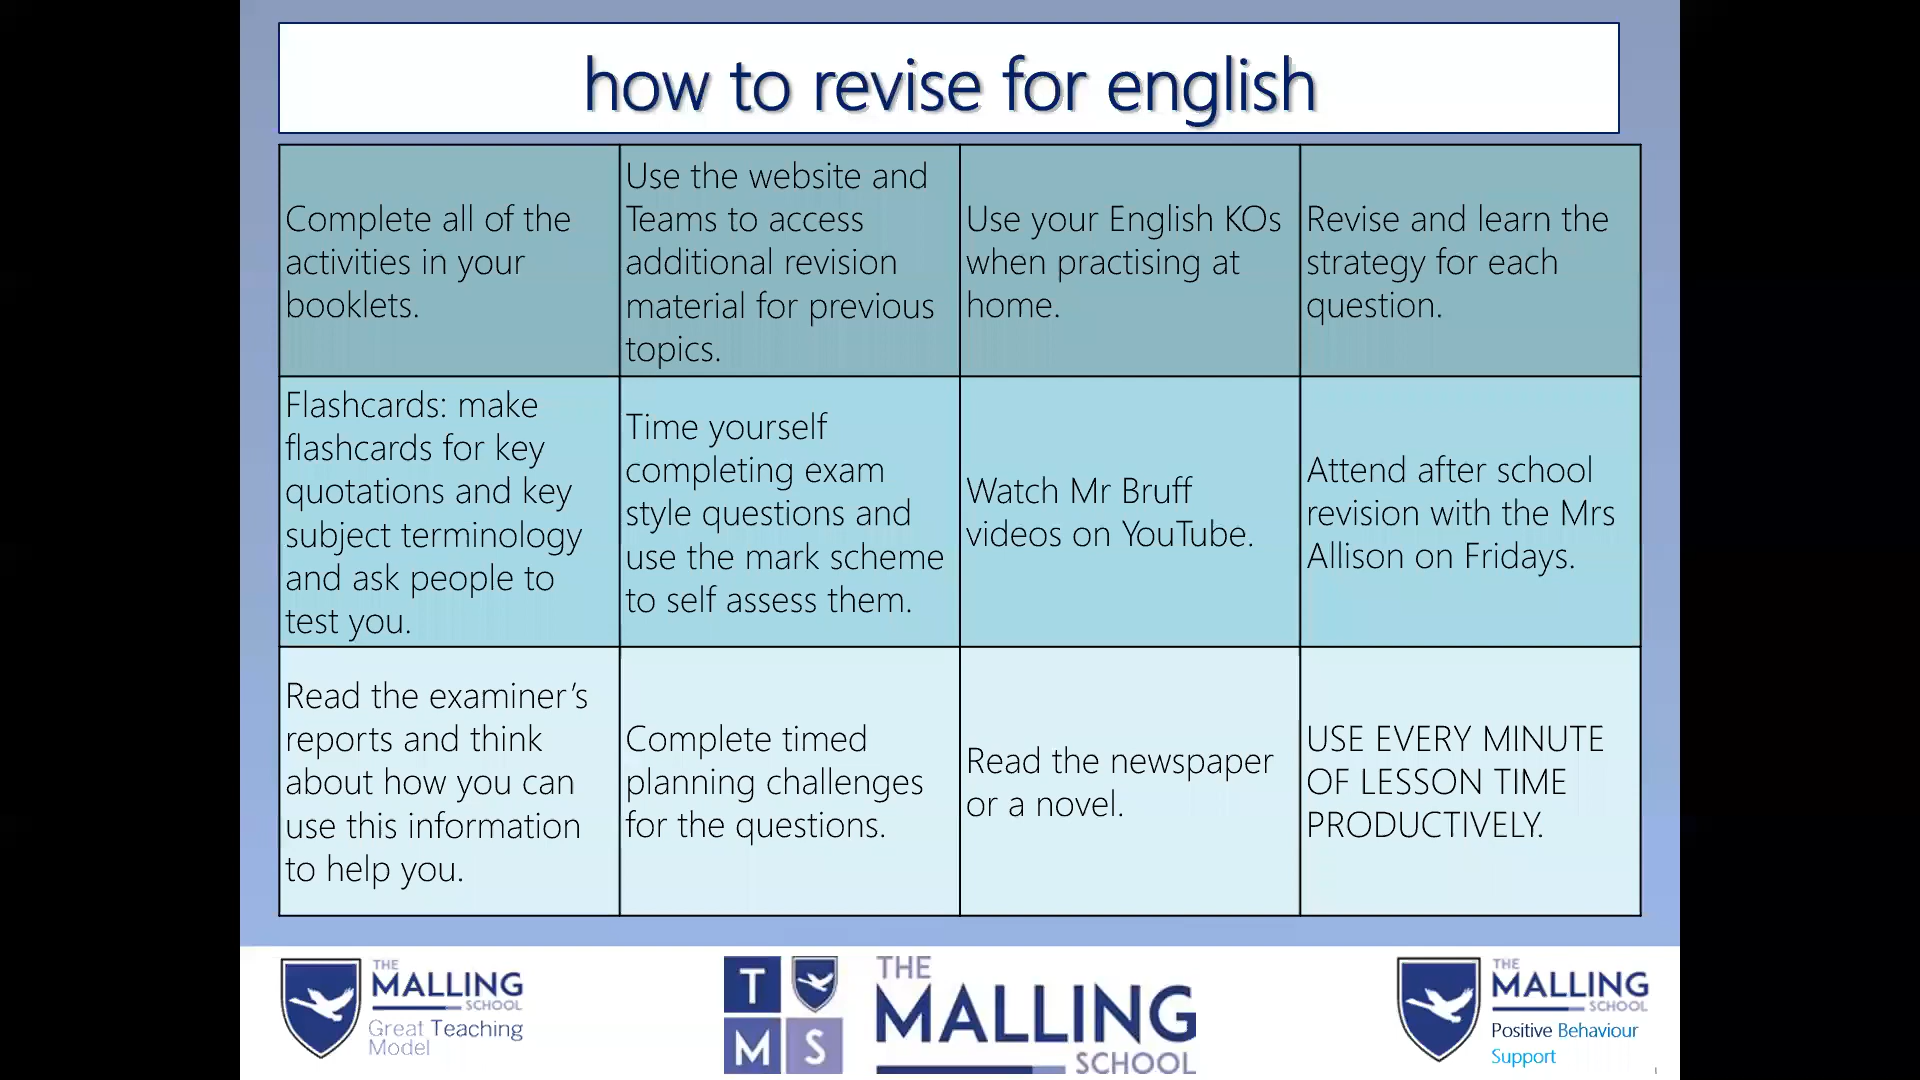 how to revise for english
Complete all of the
activities in your
booklets.
Use the website and
Teams to access
additional revision
material for previous
topics.
Use your English KOs
when practising at
home.
Revise and learn the
strategy for each
question.
Flashcards: make
flashcards for key
quotations and key
subject terminology
and ask people to
test you.
Time yourself
completing exam
style questions and
use the mark scheme
to self assess them.
Watch Mr Bruff
videos on YouTube.
Attend after school
revision with the Mrs
Allison on Fridays.
Read the examiner’s
reports and think
about how you can
use this information
to help you.
Complete timed
planning challenges
for the questions.
Read the newspaper
or a novel.
USE EVERY MINUTE
OF LESSON TIME
PRODUCTIVELY.
THE
MALLING
SCHOOL
Great Teaching
Model
T
M S
THE
MALLING
SCHOOL
THE
MALLING
SCHOOL
Positive Behaviour
Support